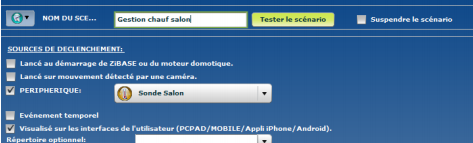 NOM DU SCE... Gestion chauf salon Tester le scénario Suspendre le scénario
SOURCES DE DECLENCHEMENT:
Lancé au démarrage de ZiBASE ou du moteur domotique.
Lancé sur mouvement détecté par une caméra.
PERIPHERIQUE: Sonde Salon
Evénement temporel
Visualisé sur les interfaces de l'utilisateur (PCPAD/MOBILE/Appli iPhone/Android).
Répertoire optionnel: